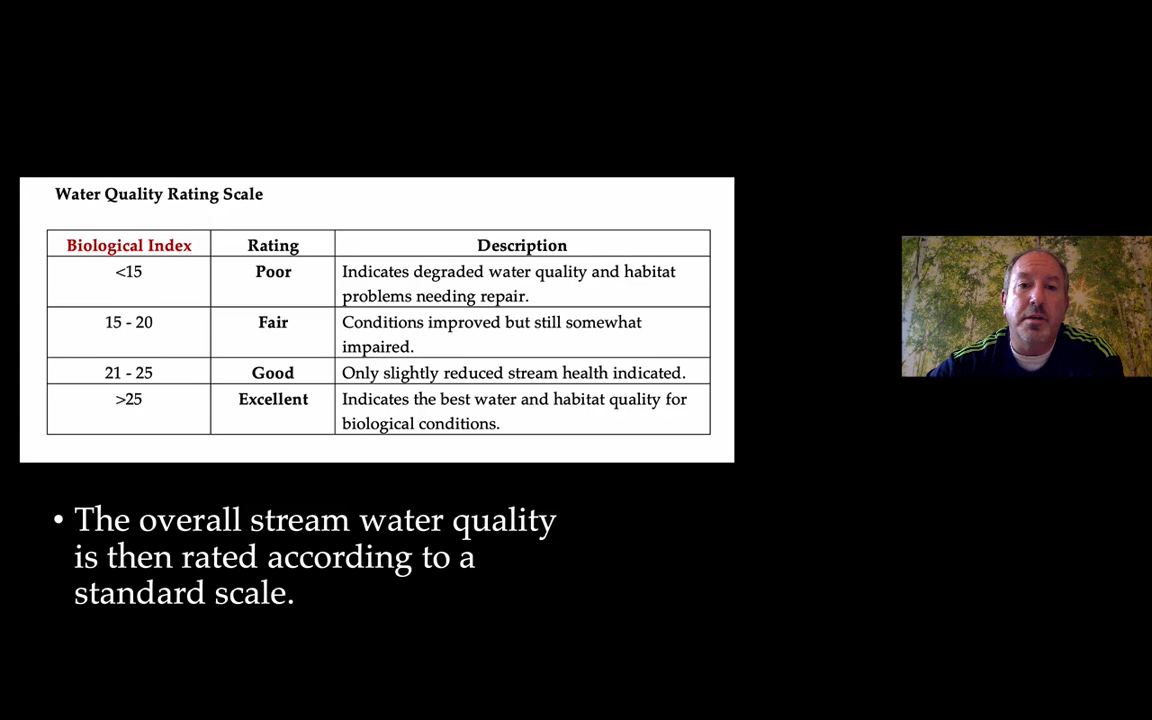 Water Quality Rating Scale
Biological Index Rating Description
<15 Poor Indicates degraded water quality and habitat
problems needing repair.
15 - 20 Fair Conditions improved but still somewhat
impaired.
21 - 25 Good Only slightly reduced stream health indicated.
>25 Excellent Indicates the best water and habitat quality for
biological conditions.
• The overall stream water quality
is then rated according to a
standard scale.